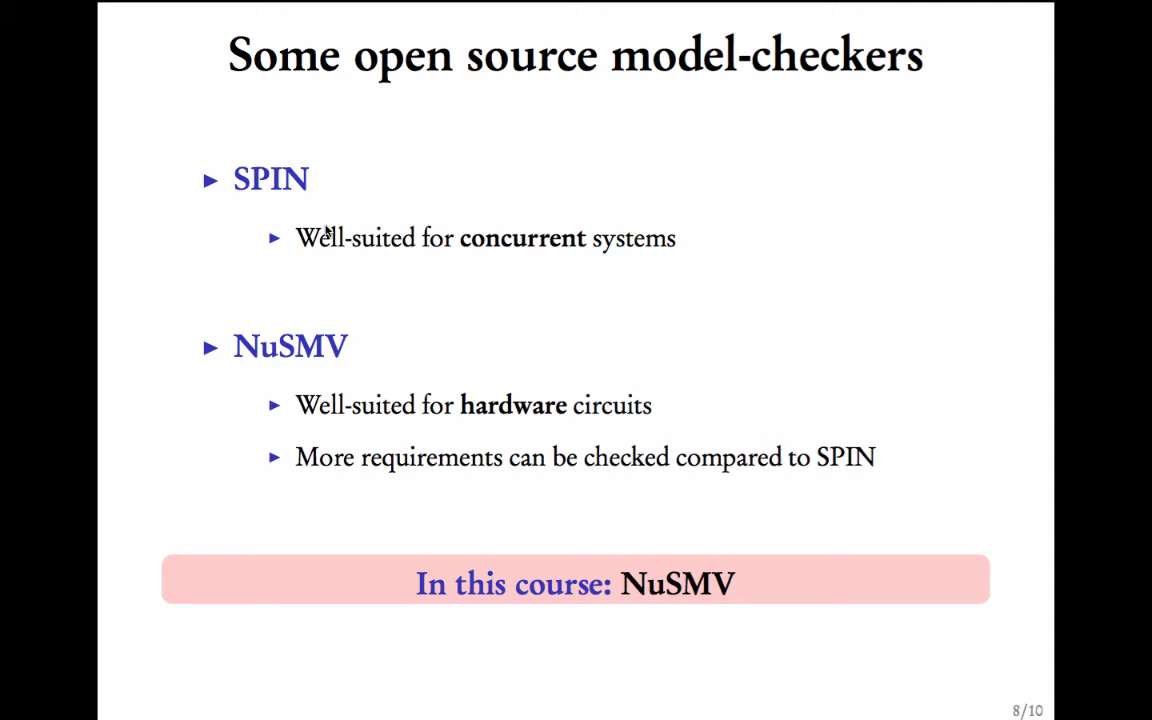 Some open source model-checkers
SPIN
Well-suited for concurrent systems
NuSMV
Well-suited for hardware circuits
More requirements can be checked compared to SPIN
In this course: NuSMV
8/10